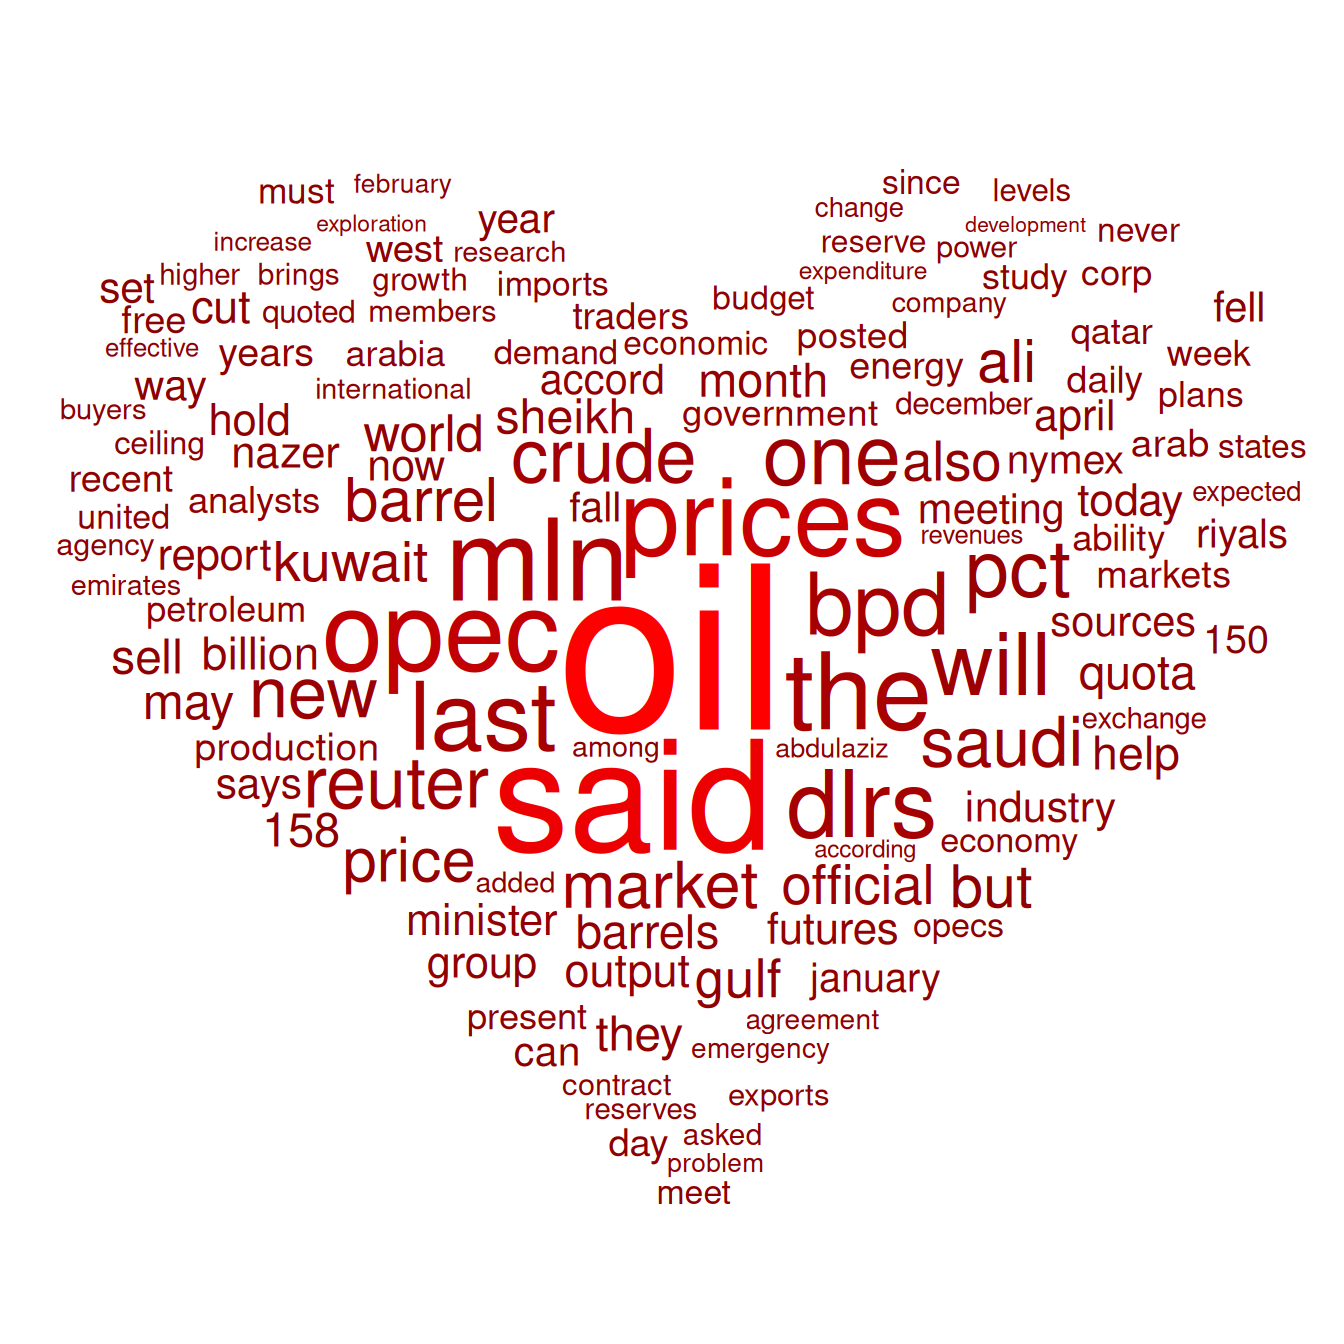 must february since levels
change
exploration year development never
increase west research reserve power
higher brings growth imports expenditure study corp
set free cut quoted members traders budget company fell
effective years arabia demand economic posted qatar week
way international accord month energy ali daily plans
buyers hold sheikh government december april
ceiling nazer world now crude one also nymex arab states
recent analysts barrel fall prices meeting today expected
united revenues ability riyals
agency report kuwait mln pct markets
emirates petroleum opec oil bpd sources 150
sell billion the will quota
may new last exchange
production among abdulaziz saudi help
says reuter said dlrs industry
158 according economy
price added market official but
minister barrels futures opecs
group output gulf january
present they agreement
can emergency
contract exports
reserves
day asked
problem
meet